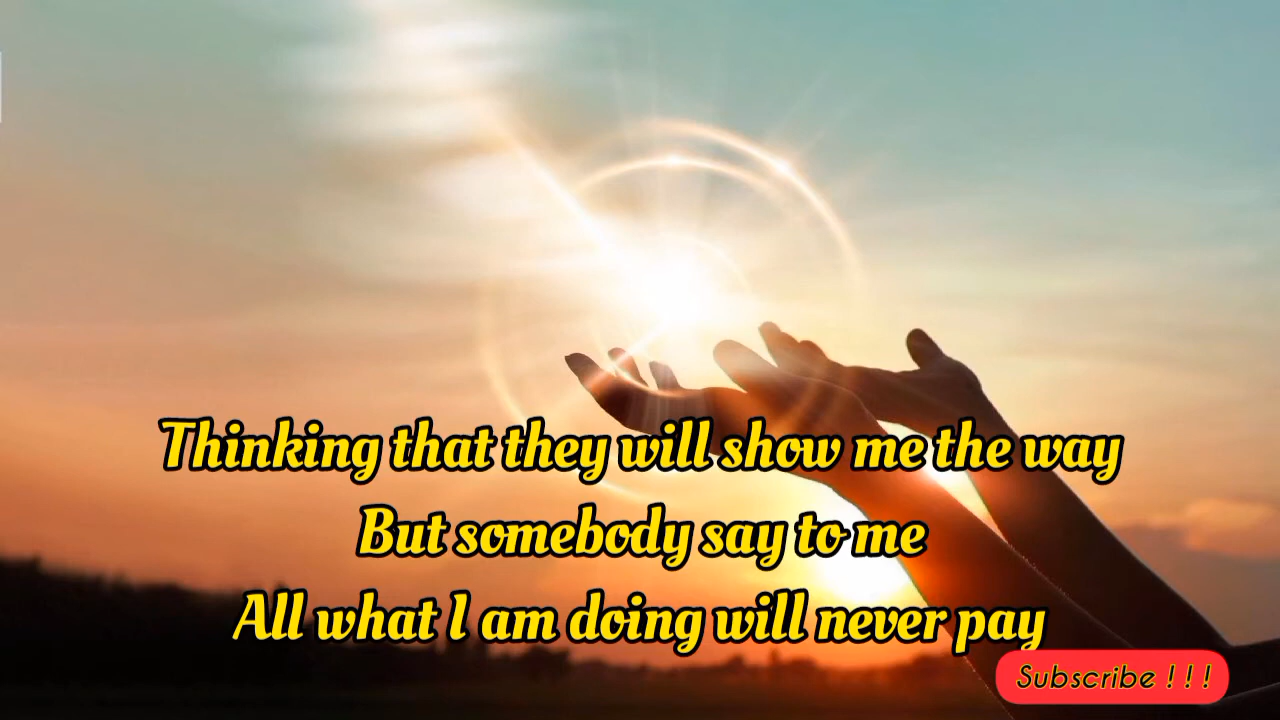 Thinking that they will show me the way
But somebody say to me
All what I am doing will never pay
Subscribe ! ! !